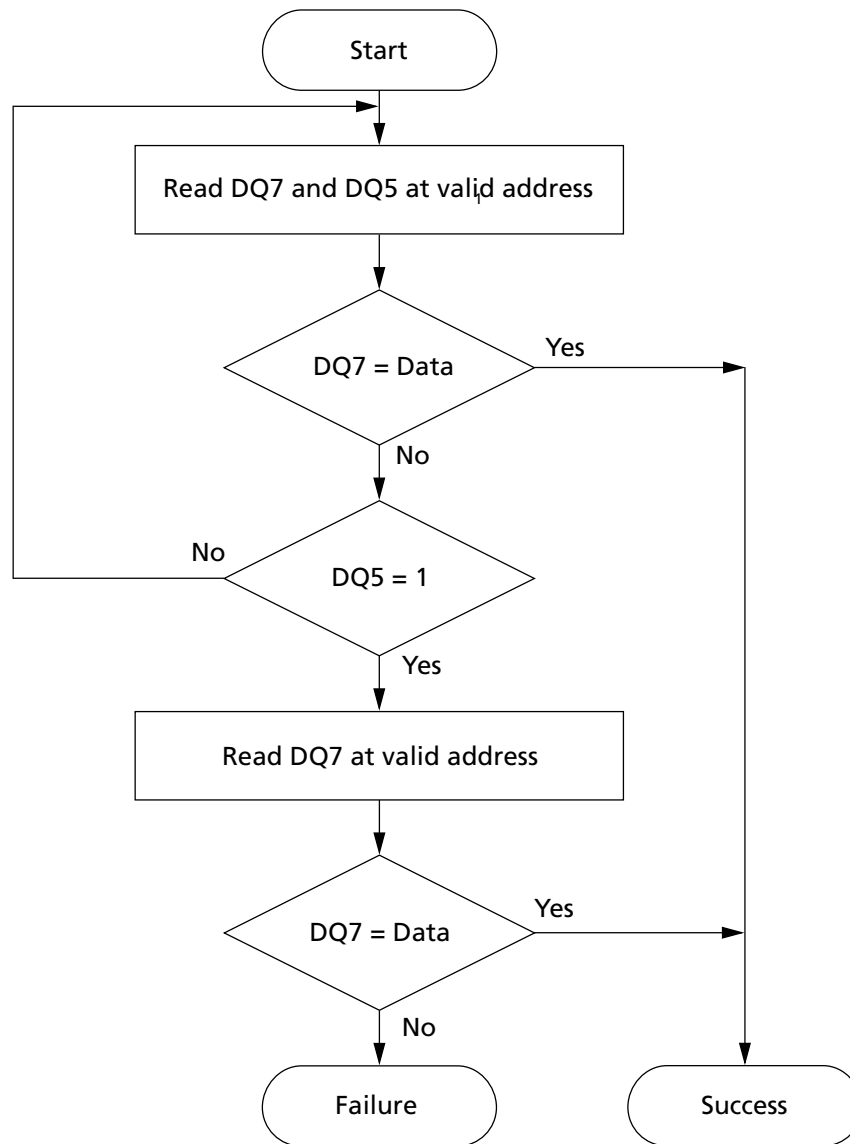 Start
Read DQ7 and DQ5 at valid address
1
DQ7 = Data
Yes
No
No
DQ5 = 1
Yes
Read DQ7 at valid address
DQ7 = Data
Yes
No
Failure
Success